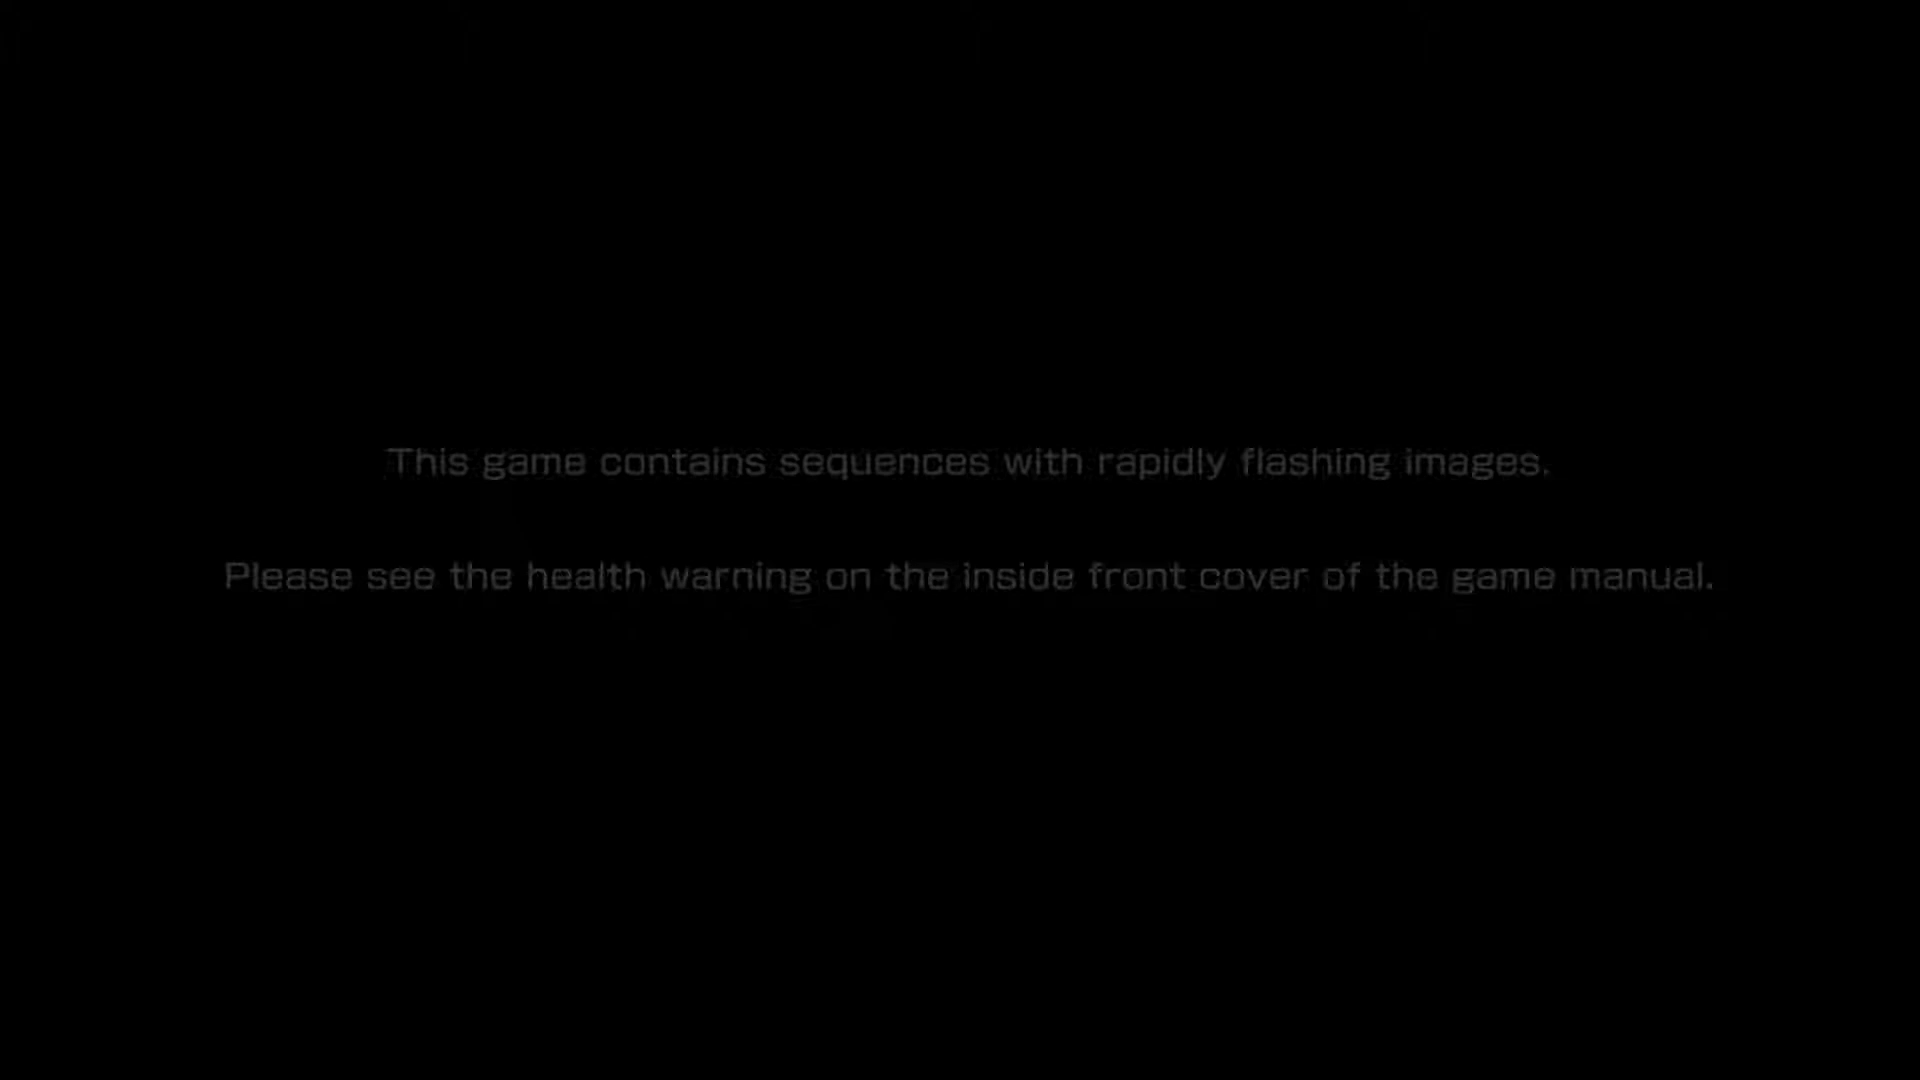 This game contains sequences with rapidly flashing images.
Please see the health warning on the inside front cover of the game manual.